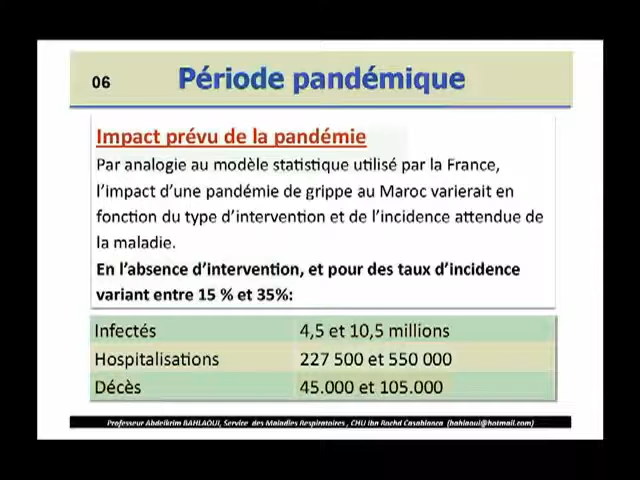 06
Période pandémique
Impact prévu de la pandémie
Par analogie au modèle statistique utilisé par la France,
l'impact d'une pandémie de grippe au Maroc varierait en
fonction du type d'intervention et de l'incidence attendue de
la maladie.
En l'absence d'intervention, et pour des taux d'incidence
variant entre 15 % et 35%:
Infectés 4,5 et 10,5 millions
Hospitalisations 227 500 et 550 000
Décès 45.000 et 105.000
Professeur Abdelkrim BAHLAOUI, Service des Maladies Respiratoires , CHU Ibn Rochd Casablanca (bahlaoui@hotmail.com)